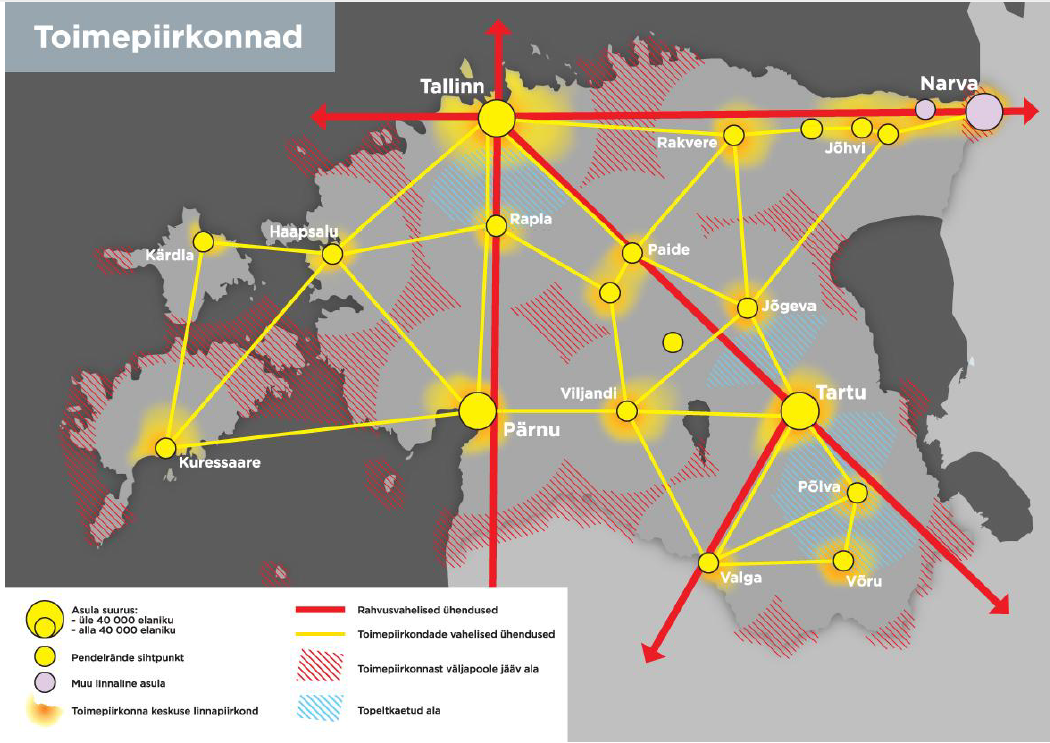 Toimepiirkonnad
Tallinn
Narva
Rakvere
Jõhvi
Haapsalu
Rapla
Kärdla
Paide
Jõgeva
Viljandi
Tartu
Pärnu
Kuressaare
Põlva
Valga
Võru
Asula suurus:
- üle 40 000 elaniku
- alla 40 000 elaniku
Pendelrände sihtpunkt
Muu linnaline asula
Toimepiirkonna keskuse linnapiirkond
Rahvusvahelised ühendused
Toimepiirkondade vahelised ühendused
Toimepiirkonnast väljapoole jääv ala
Topeltkaetud ala